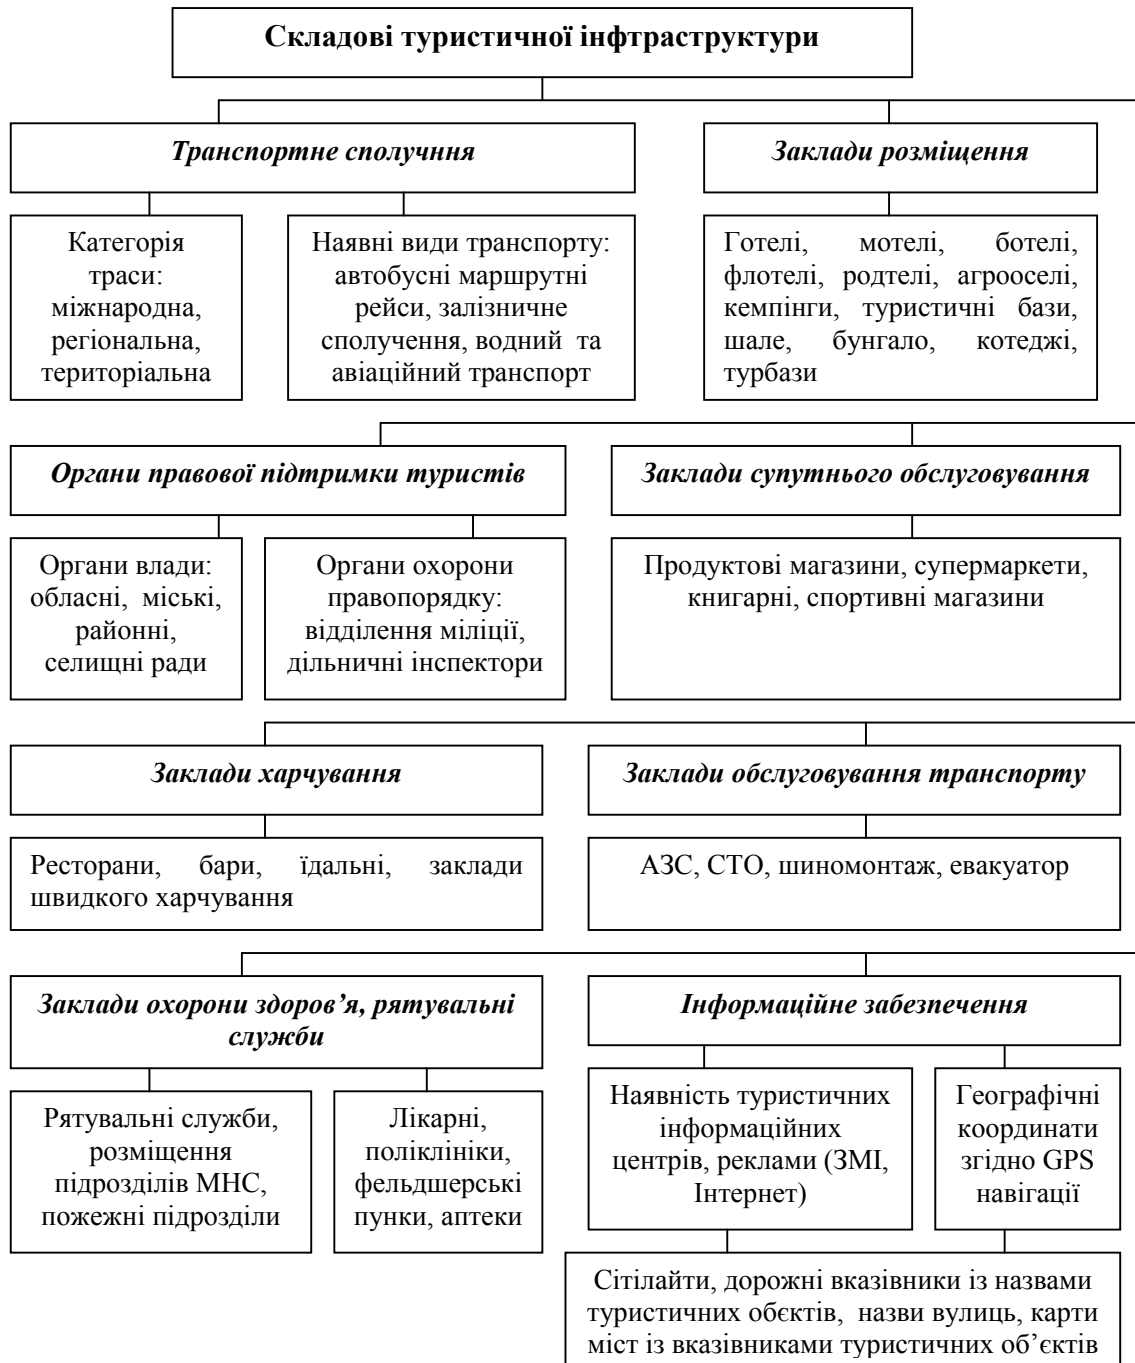 Складові туристичної інфтраструктури
Транспортне сполучння
Заклади розміщення
Категорія
траси:
міжнародна,
регіональна,
територіальна
Наявні види транспорту:
автобусні маршрутні
рейси, залізничне
сполучення, водний та
авіаційний транспорт
Готелі, мотелі, ботелі,
флотелі, родтелі, агрооселі,
кемпінги, туристичні бази,
шале, бунгало, котеджі,
турбази
Органи правової підтримки туристів
Заклади супутнього обслуговування
Органи влади:
обласні, міські,
районні,
селищні ради
Органи охорони
правопорядку:
відділення міліції,
дільничні інспектори
Продуктові магазини, супермаркети,
книгарні, спортивні магазини
Заклади харчування
Заклади обслуговування транспорту
Ресторани, бари, їдальні, заклади
швидкого харчування
АЗС, СТО, шиномонтаж, евакуатор
Заклади охорони здоров’я, рятувальні
служби
Інформаційне забезпечення
Рятувальні служби,
розміщення
підрозділів МНС,
пожежні підрозділи
Лікарні,
поліклініки,
фельдшерські
пунки, аптеки
Наявність туристичних
інформаційних
центрів, реклами (ЗМІ,
Інтернет)
Географічні
координати
згідно GPS
навігації
Сітілайти, дорожні вказівники із назвами
туристичних обєктів, назви вулиць, карти
міст із вказівниками туристичних об’єктів